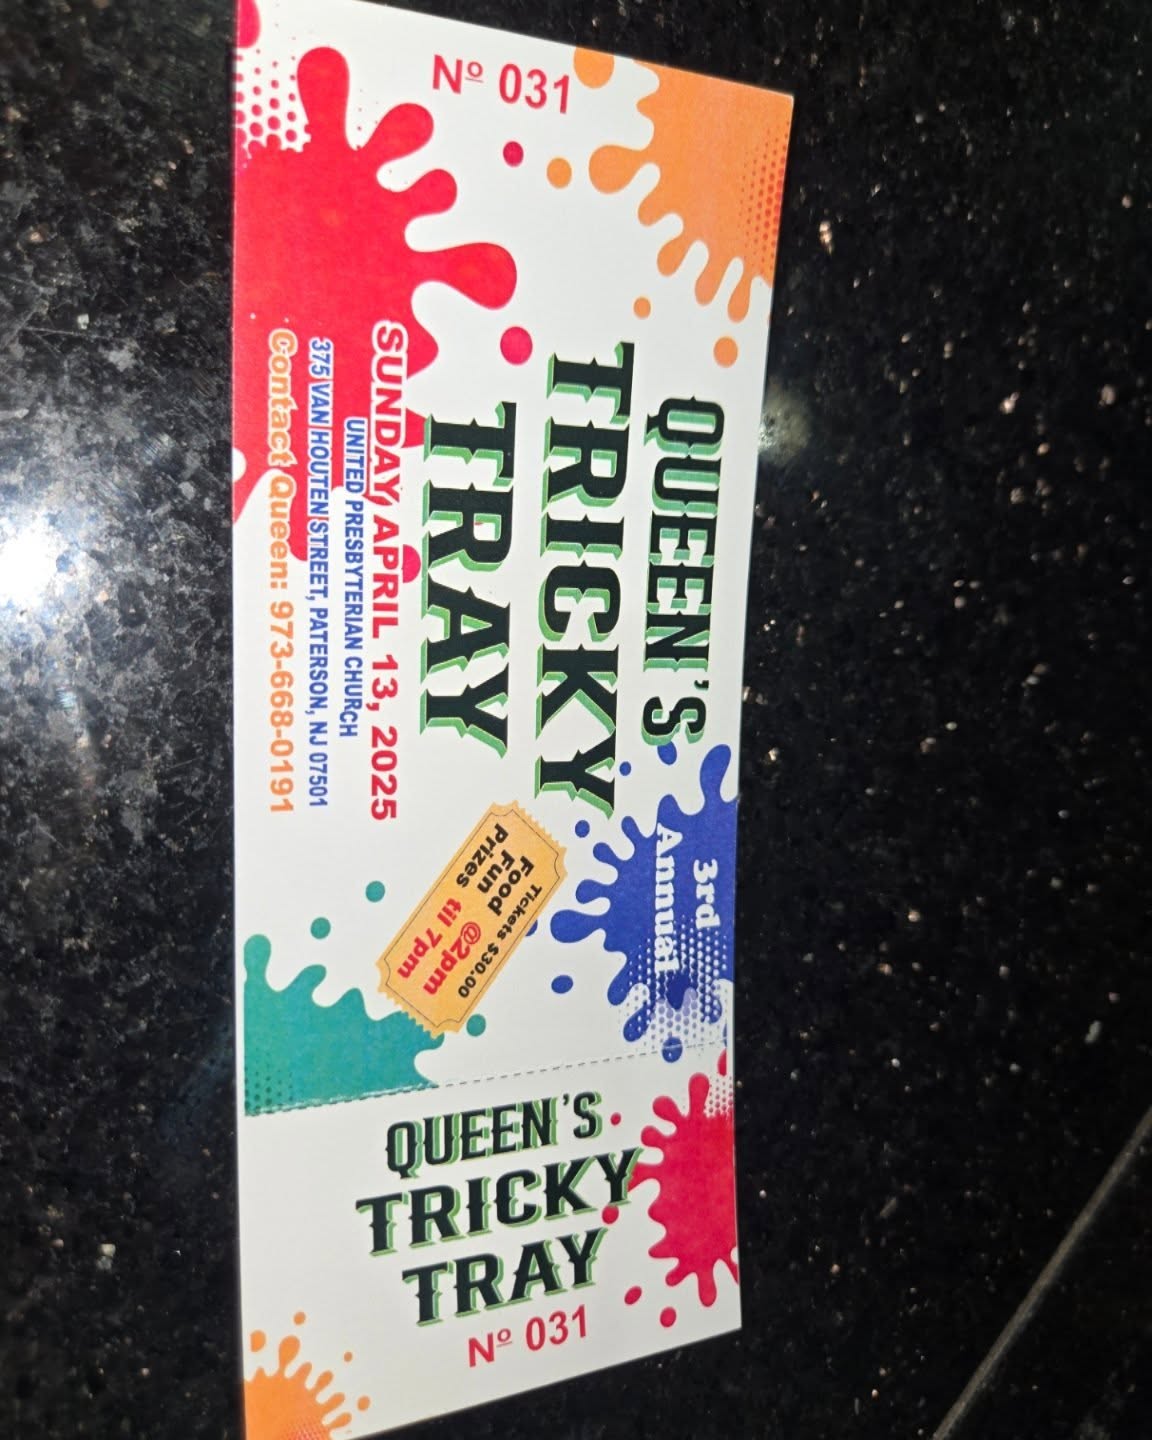 Nº 031
QUEEN'S
TRICKY
TRAY
3rd
Annual
Tickets $30.00
Food @2pm
Fun til 7pm
Prizes
SUNDAY, APRIL 13, 2025
UNITED PRESBYTERIAN CHURCH
375 VAN HOUTEN STREET, PATERSON, NJ 07501
Contact Queen: 973-668-0191
QUEEN'S
TRICKY
TRAY
Nº 031